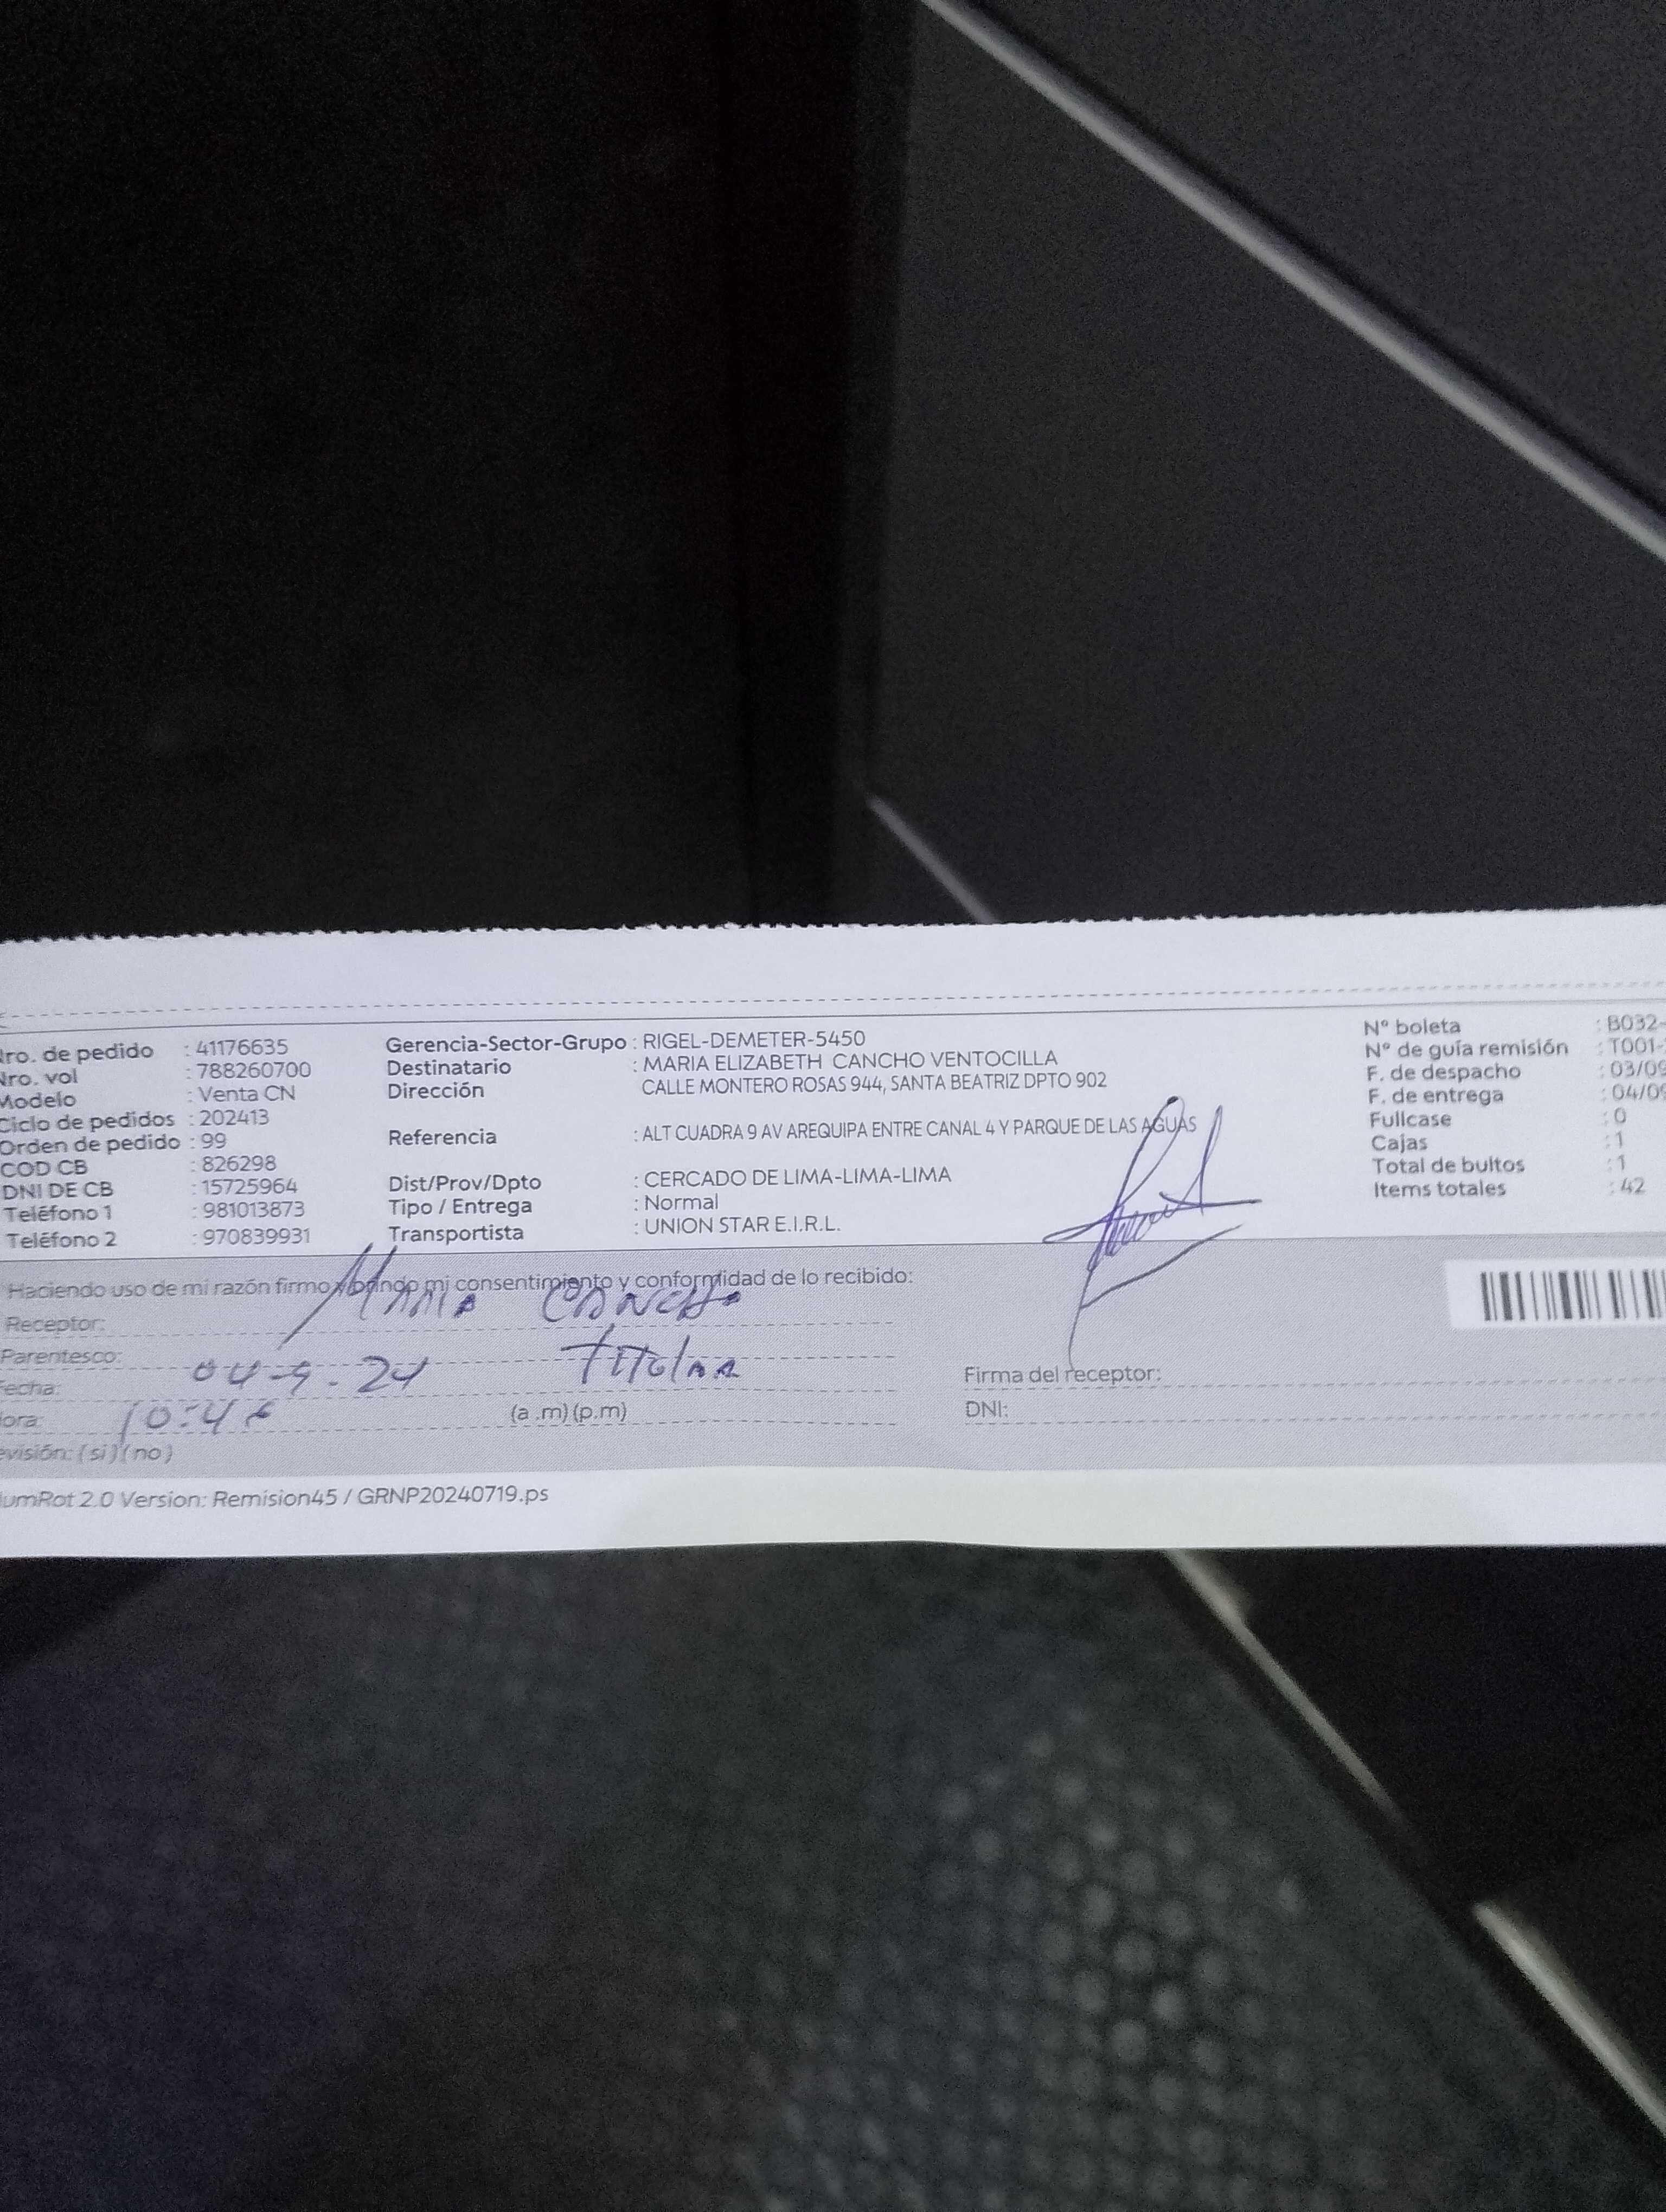 Nro. de pedido : 41176635
Nro. vol : 788260700
Modelo : Venta CN
Ciclo de pedidos : 202413
Orden de pedido : 99
COD CB : 826298
DNI DE CB : 15725964
Teléfono 1 : 981013873
Teléfono 2 : 970839931
Gerencia-Sector-Grupo : RIGEL-DEMETER-5450
Destinatario : MARIA ELIZABETH CANCHO VENTOCILLA
Dirección CALLE MONTERO ROSAS 944, SANTA BEATRIZ DPTO 902
Referencia : ALT CUADRA 9 AV AREQUIPA ENTRE CANAL 4 Y PARQUE DE LAS AGUAS
Dist/Prov/Dpto : CERCADO DE LIMA-LIMA-LIMA
Tipo / Entrega : Normal
Transportista : UNION STAR E.I.R.L.
N° boleta : B032-
N° de guía remisión : T001-
F. de despacho : 03/09
F. de entrega : 04/09
Fullcase : 0
Cajas : 1
Total de bultos : 1
Items totales : 42
Haciendo uso de mi razón firmo y brindo mi consentimiento y conformidad de lo recibido:
Receptor: Maria Cancho
Parentesco: Titular
Fecha: 04-9-24
Hora: 10:46 (a.m) (p.m)
evisión: (si) (no)
Firma del receptor:
DNI:
umRot 2.0 Version: Remision45 / GRNP20240719.ps